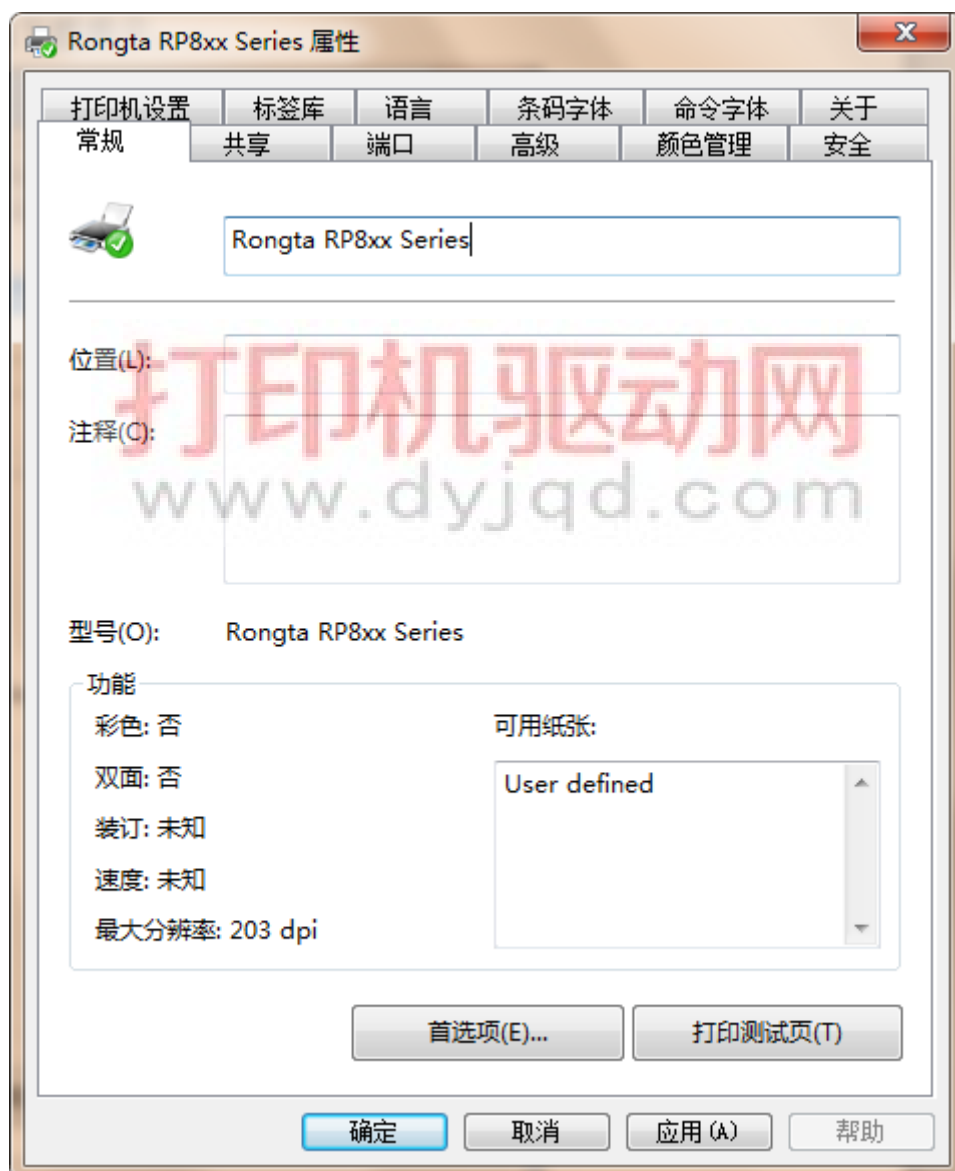 Rongta RP8xx Series 属性
打印机设置 标签库 语言 条码字体 命令字体 关于
常规 共享 端口 高级 颜色管理 安全
Rongta RP8xx Series
位置(L):
打印机驱动网
注释(C):
www.dyjqd.com
型号(O): Rongta RP8xx Series
功能
彩色: 否 可用纸张:
双面: 否 User defined
装订: 未知
速度: 未知
最大分辨率: 203 dpi
首选项(E)... 打印测试页(T)
确定 取消 应用(A) 帮助